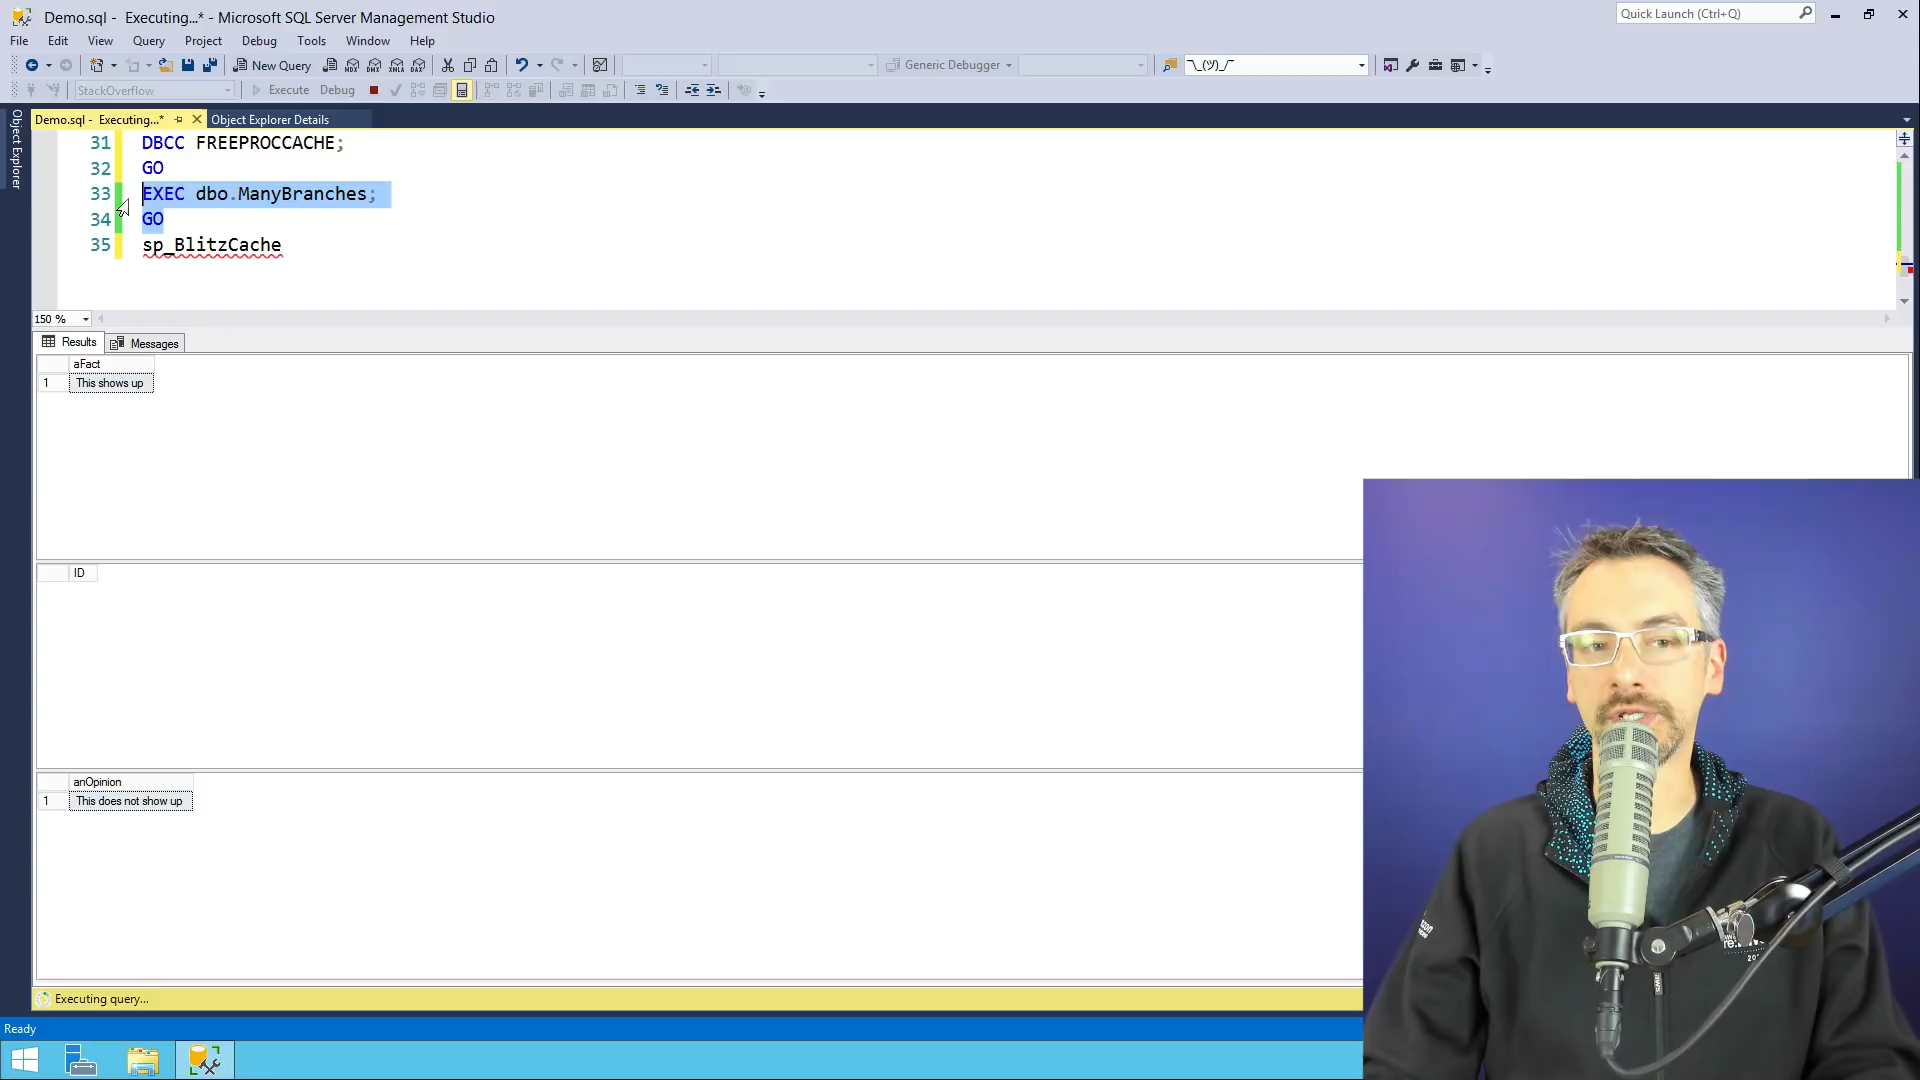 Demo.sql - Executing...* - Microsoft SQL Server Management Studio
Quick Launch (Ctrl+Q)
File Edit View Query Project Debug Tools Window Help
New Query
Generic Debugger
¯\_(ツ)_/¯
StackOverflow
Execute Debug
Demo.sql - Executing...*
Object Explorer Details
Object Explorer
31 DBCC FREEPROCCACHE;
32 GO
33 EXEC dbo.ManyBranches;
34 GO
35 sp_BlitzCache
150 %
Results Messages
aFact
1 This shows up
ID
anOpinion
1 This does not show up
Executing query...
Ready